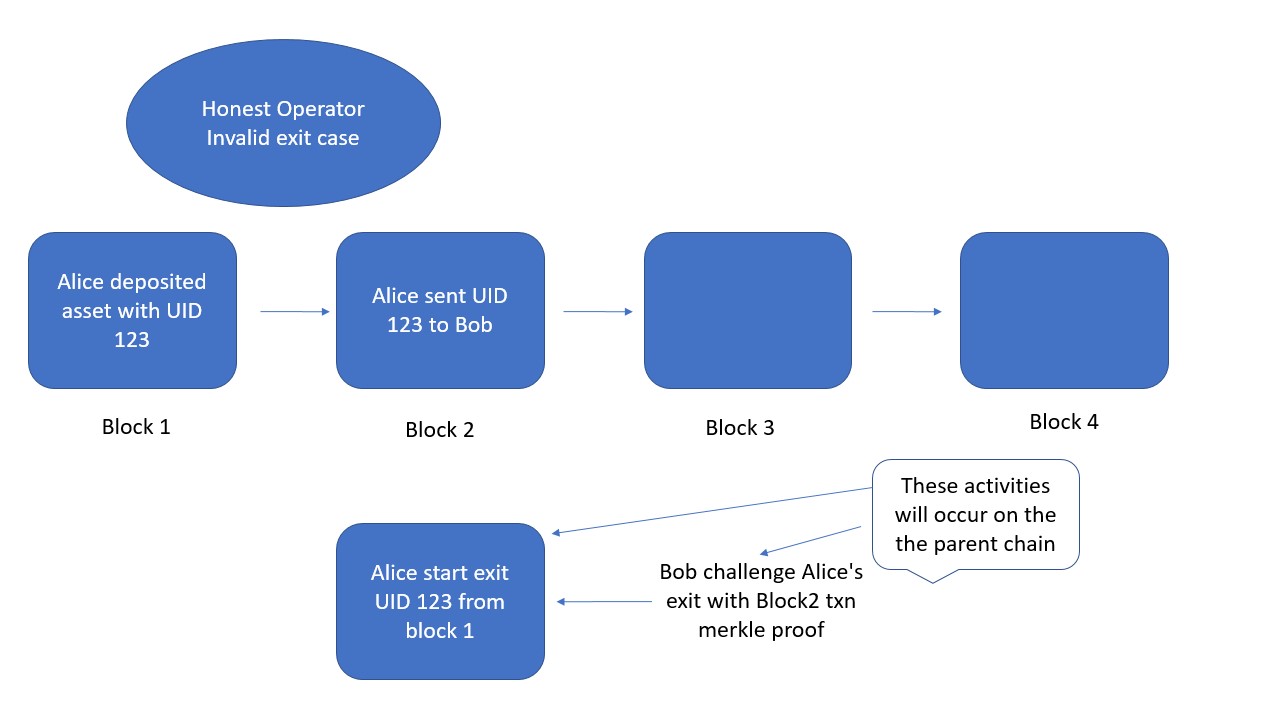 Honest Operator
Invalid exit case
Alice deposited
asset with UID
123
Alice sent UID
123 to Bob
Block 1
Block 2
Block 3
Block 4
These activities
will occur on the
the parent chain
Alice start exit
UID 123 from
block 1
Bob challenge Alice's
exit with Block2 txn
merkle proof